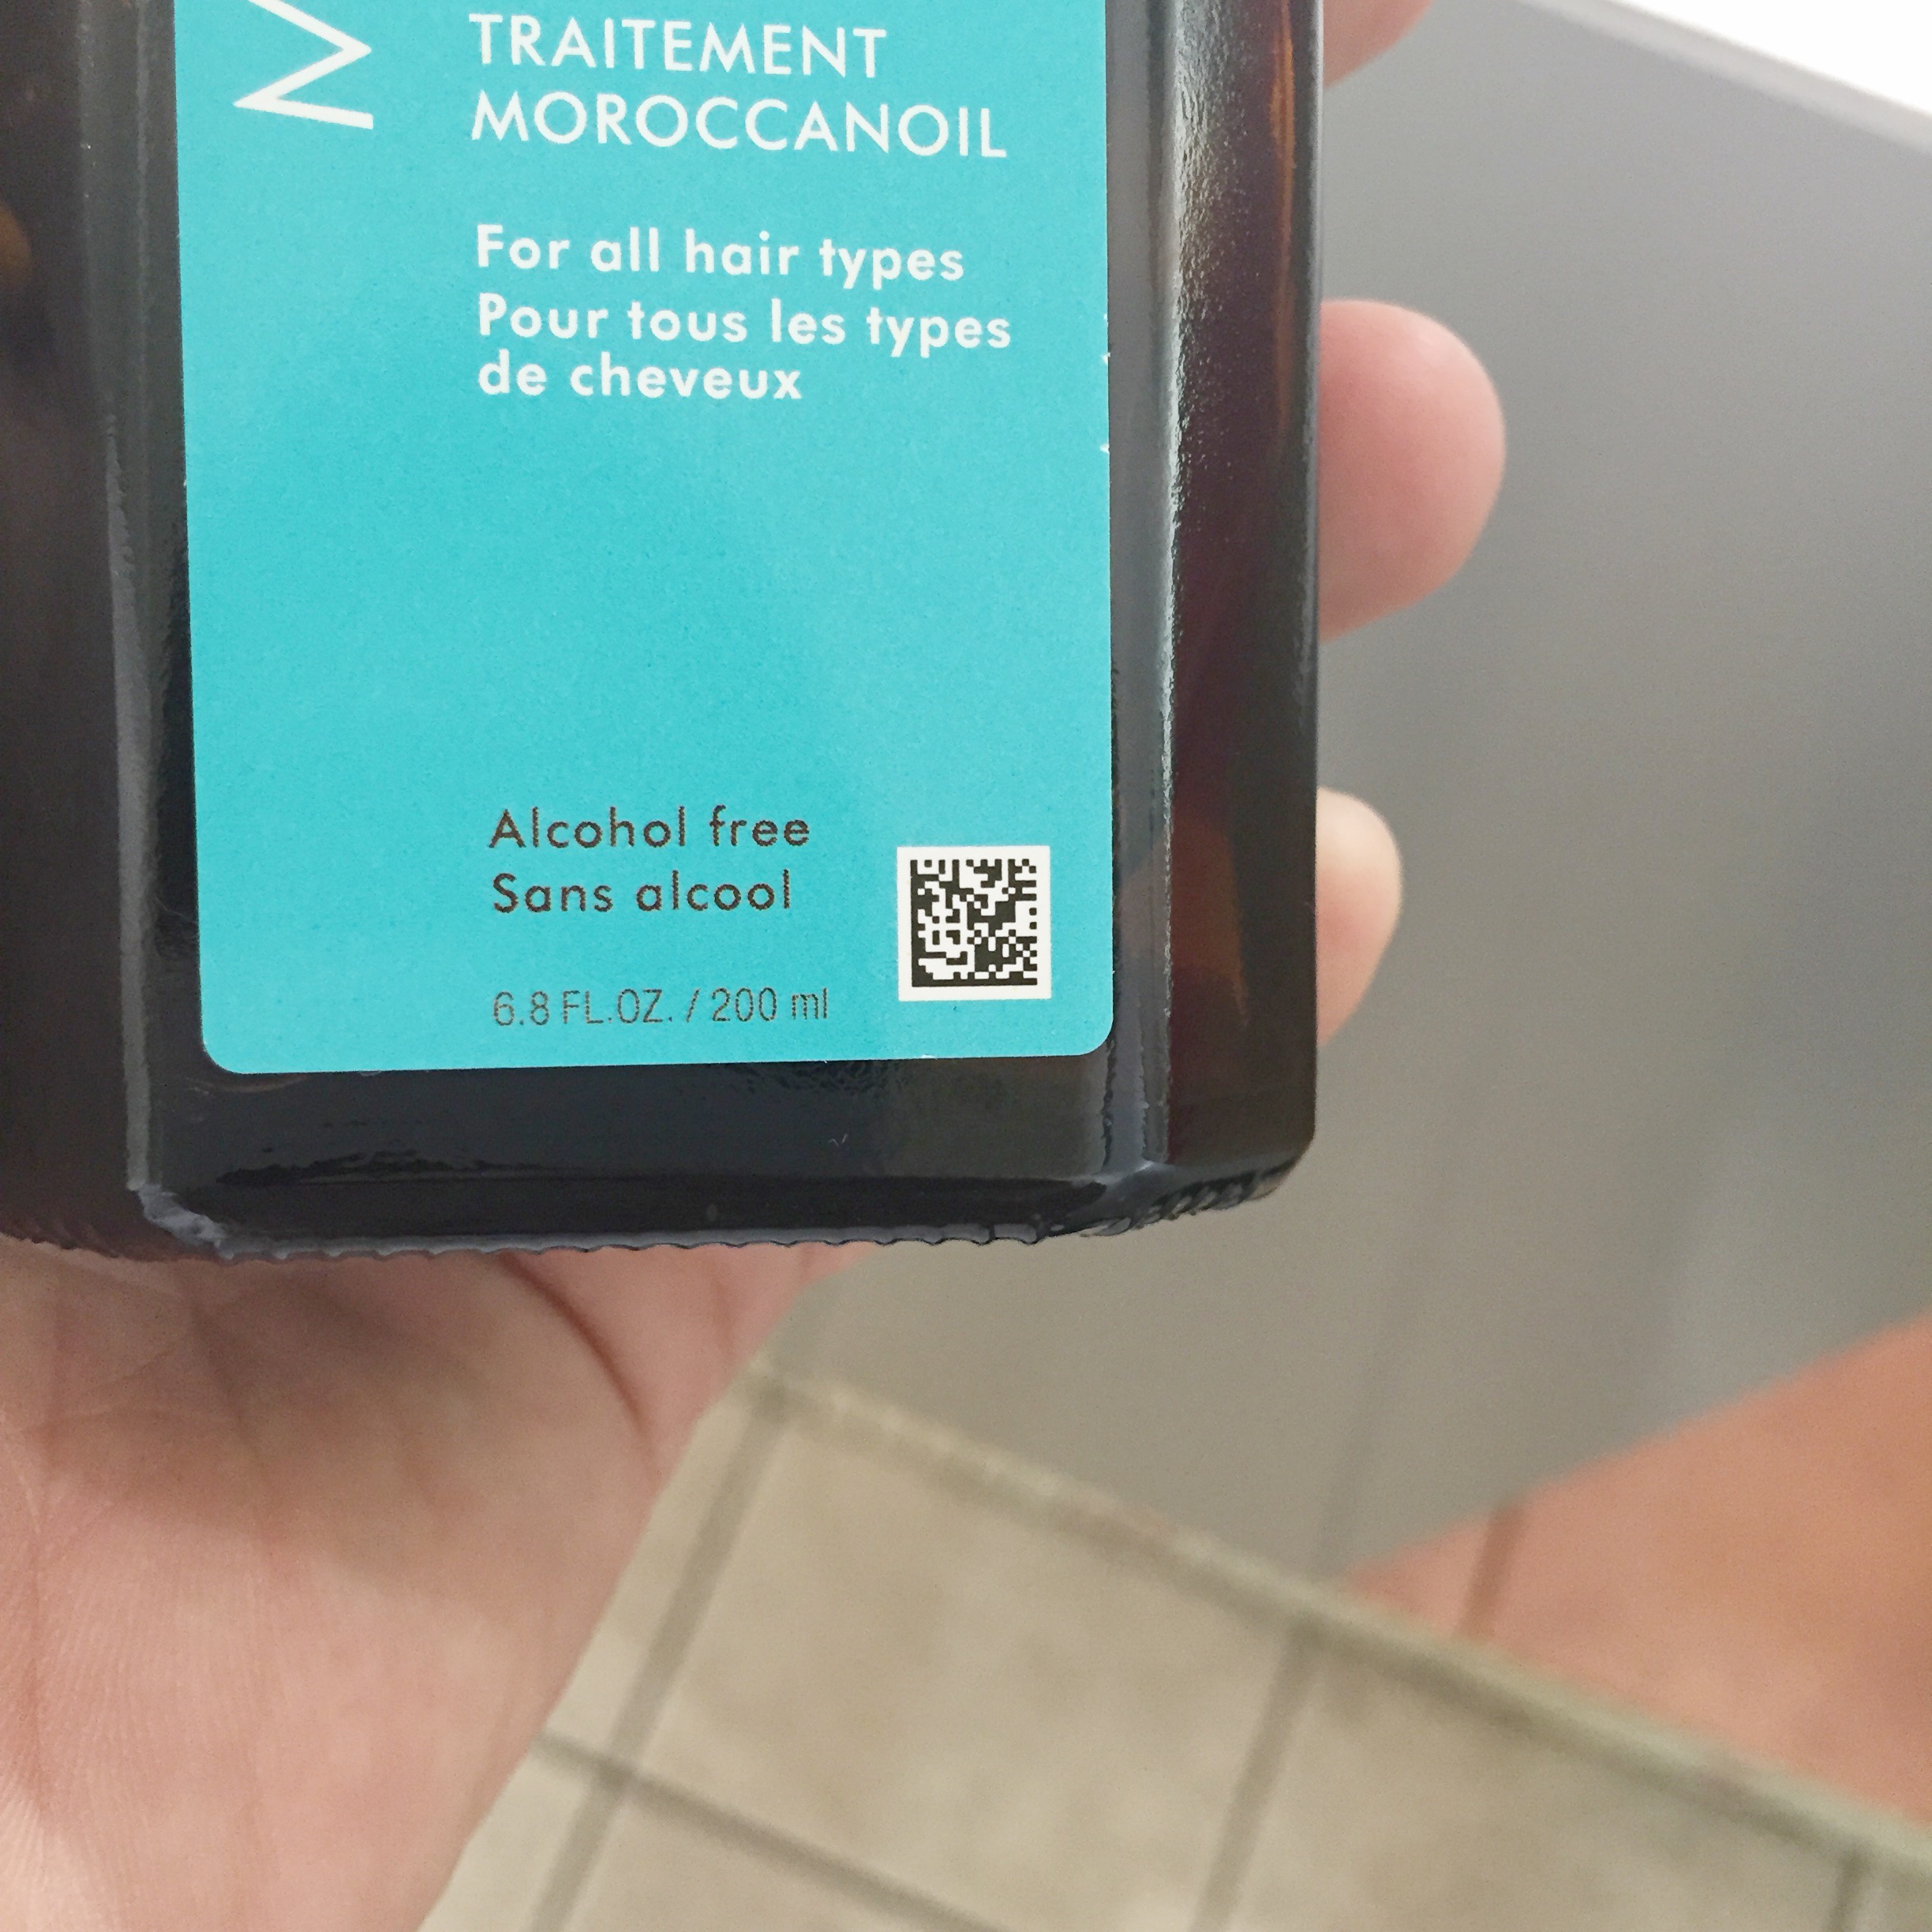 M
TRAITEMENT
MOROCCANOIL
For all hair types
Pour tous les types
de cheveux
Alcohol free
Sans alcool
6.8 FL.OZ. / 200 ml